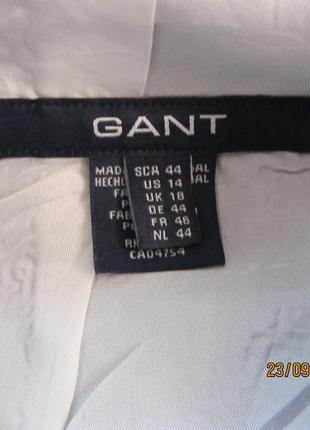 GANT
MADE
HECHO
CA04754
SCA 44
US 14
UK 18
DE 44
FR 46
NL 44
23/09